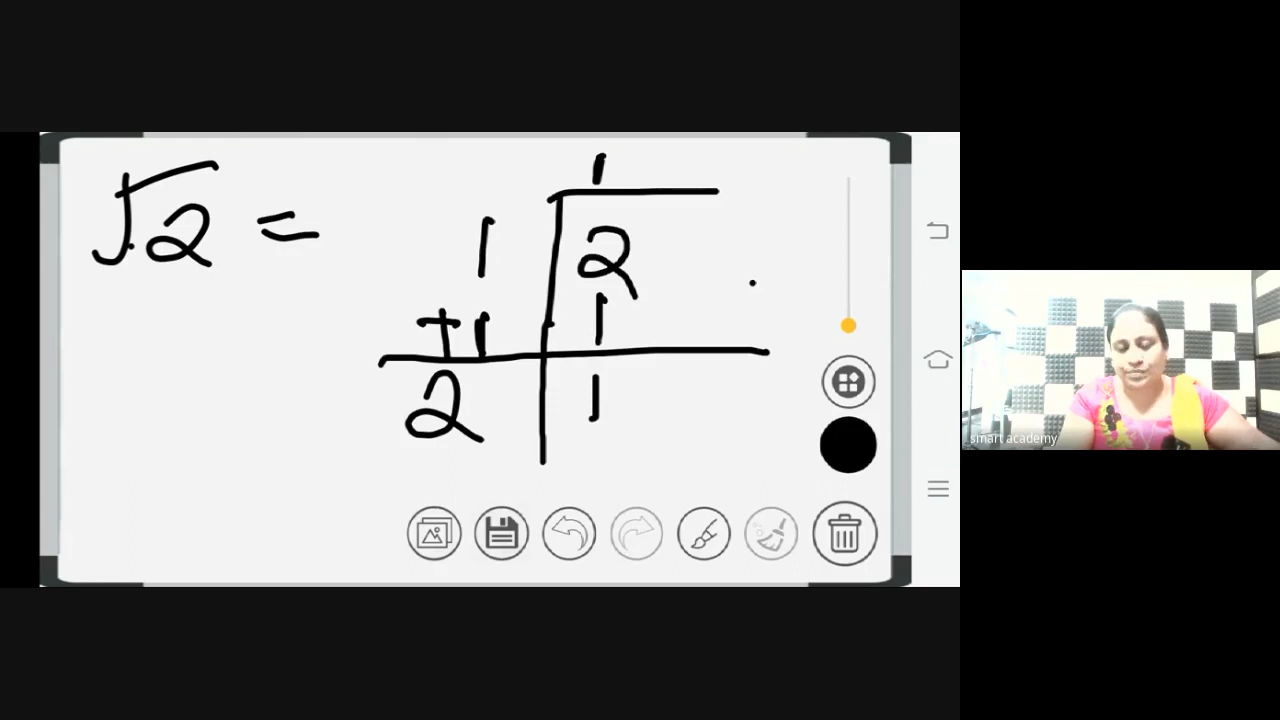 1
√2 = 1 2
+1 1
2 1
smart academy